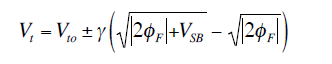 V_t = V_{to} ± γ ( √|2ϕ_F|+V_{SB} − √|2ϕ_F| )